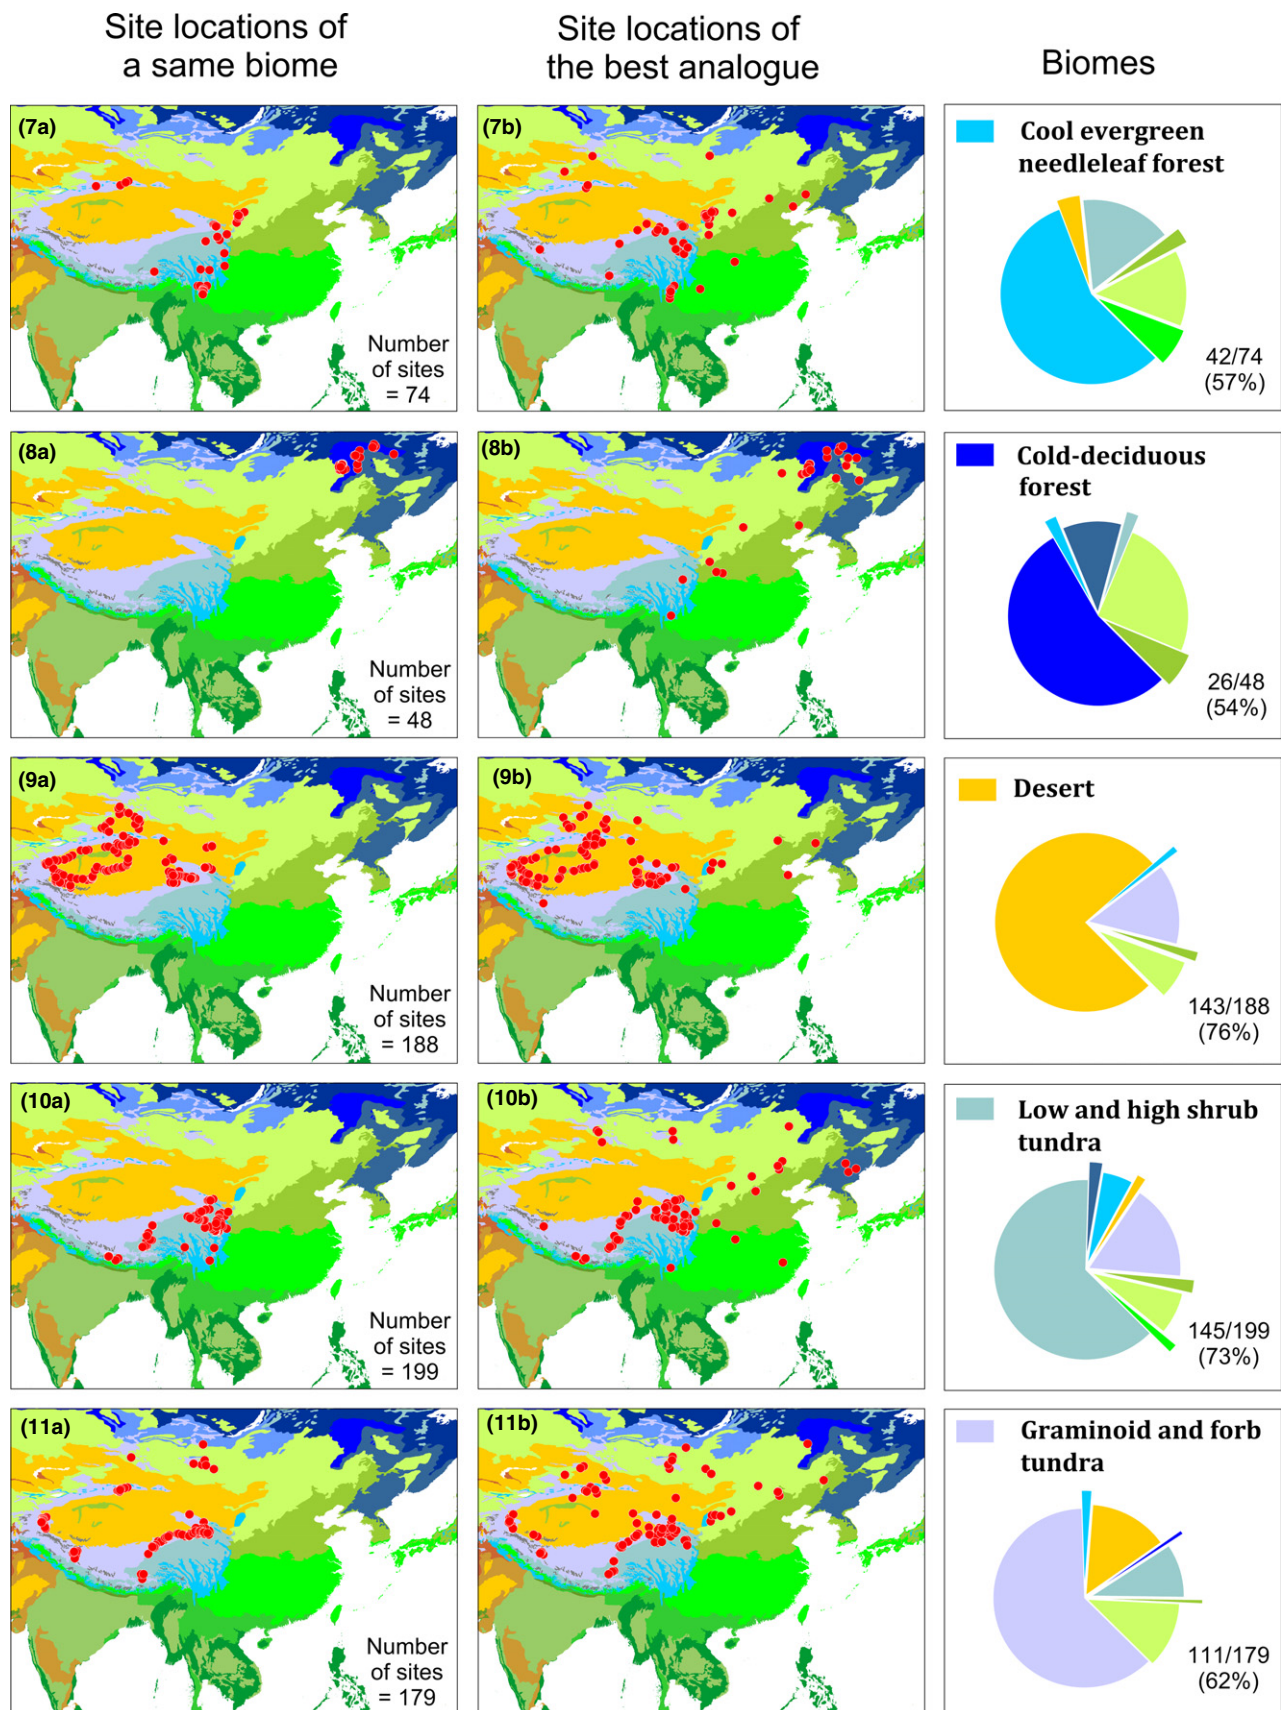 Site locations of
a same biome
Site locations of
the best analogue
Biomes
(7a)
Number
of sites
= 74
(7b)
Cool evergreen
needleleaf forest
42/74
(57%)
(8a)
Number
of sites
= 48
(8b)
Cold-deciduous
forest
26/48
(54%)
(9a)
Number
of sites
= 188
(9b)
Desert
143/188
(76%)
(10a)
Number
of sites
= 199
(10b)
Low and high shrub
tundra
145/199
(73%)
(11a)
Number
of sites
= 179
(11b)
Graminoid and forb
tundra
111/179
(62%)